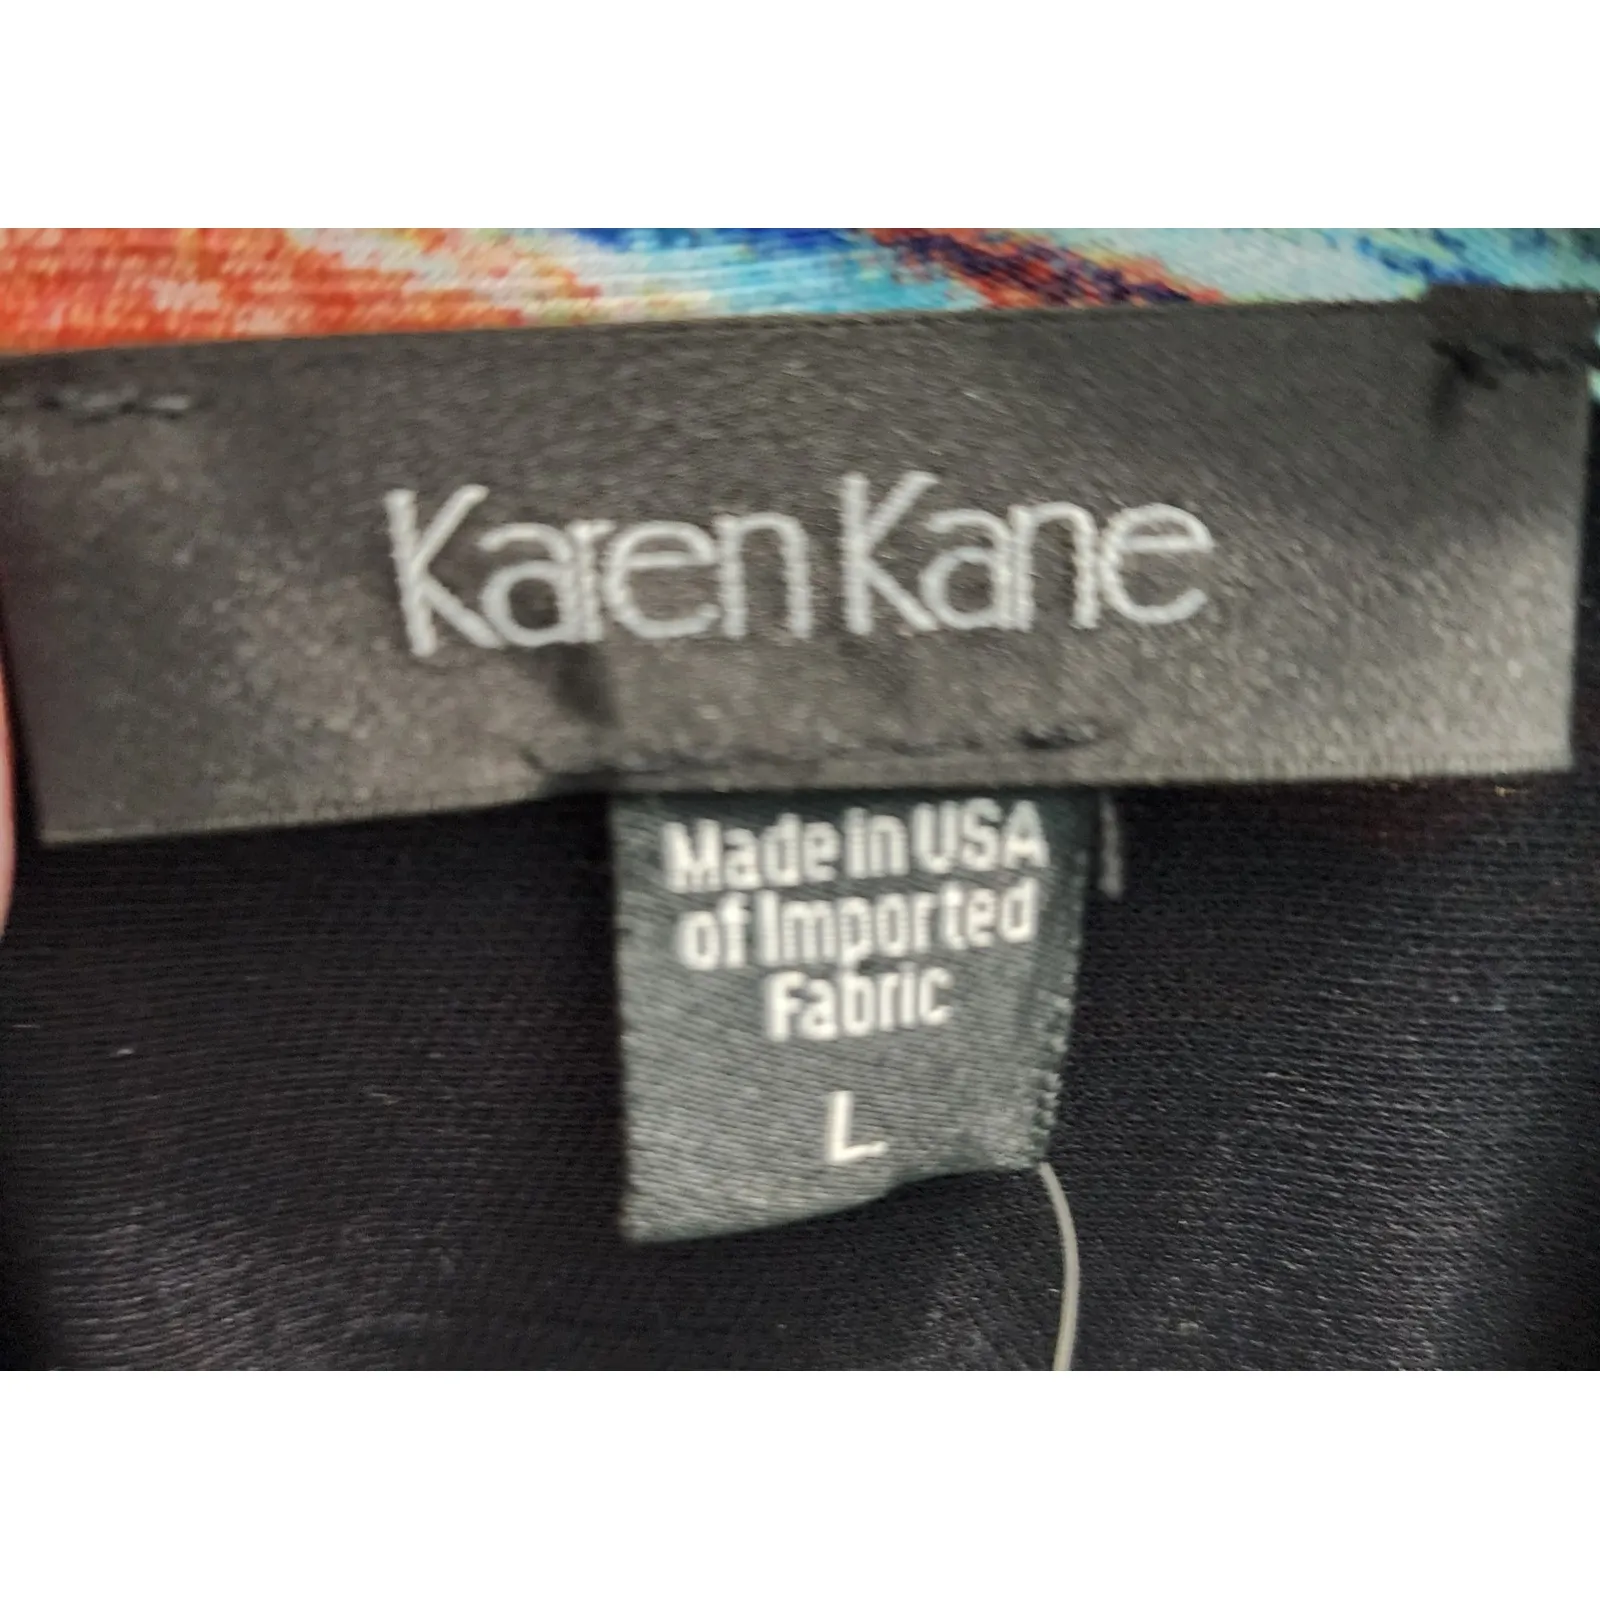 Karen Kane
Made in USA
of Imported
Fabric
L